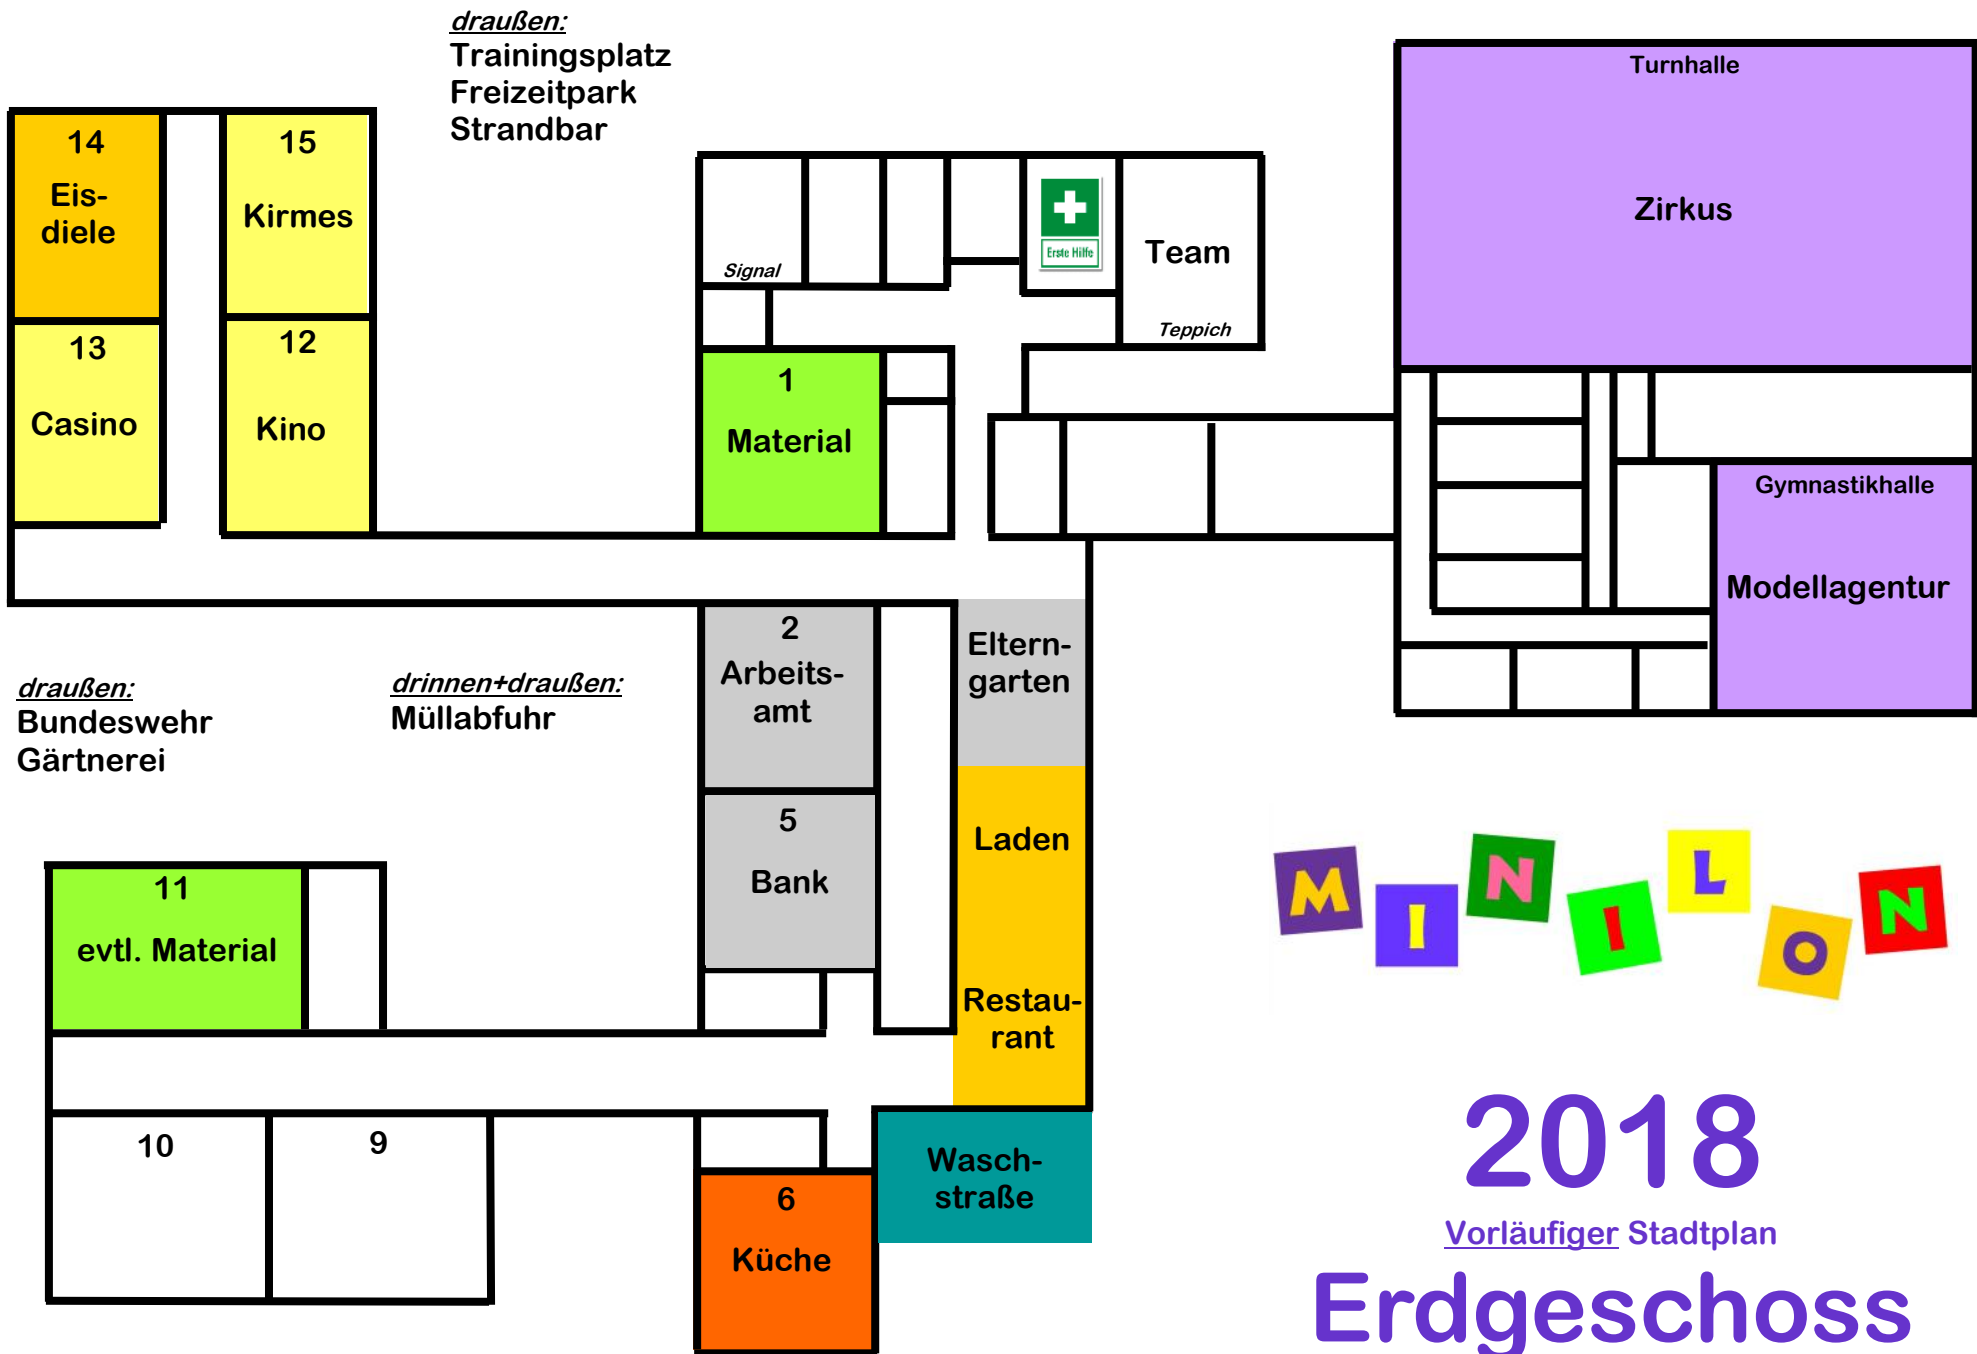 draußen:
Trainingsplatz
Freizeitpark
Strandbar
14
Eis-
diele
15
Kirmes
13
Casino
12
Kino
Signal
Erste Hilfe
Team
Teppich
1
Material
Turnhalle
Zirkus
Gymnastikhalle
Modellagentur
draußen:
Bundeswehr
Gärtnerei
drinnen+draußen:
Müllabfuhr
2
Arbeits-
amt
5
Bank
Eltern-
garten
Laden
Restau-
rant
11
evtl. Material
10
9
6
Küche
Wasch-
straße
MINILON
2018
Vorläufiger Stadtplan
Erdgeschoss